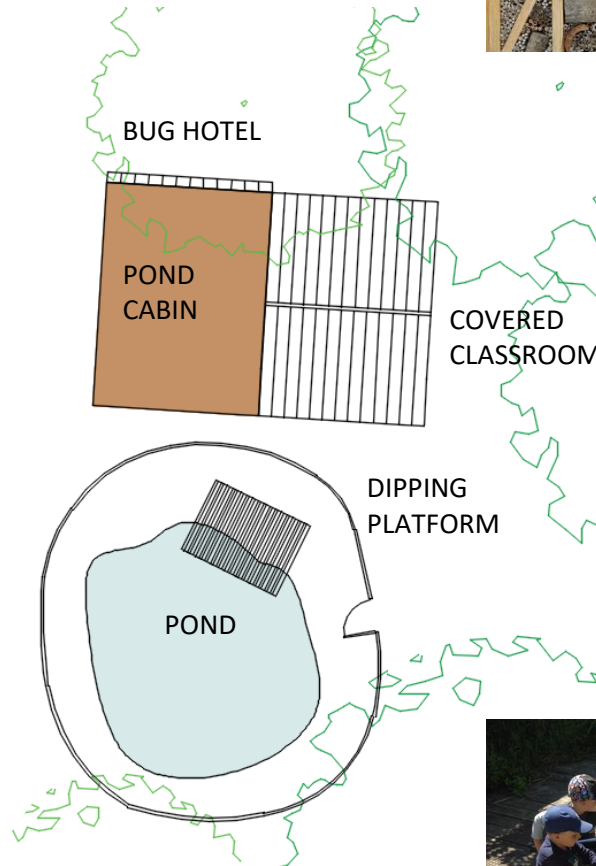 BUG HOTEL
POND
CABIN
COVERED
CLASSROOM
DIPPING
PLATFORM
POND